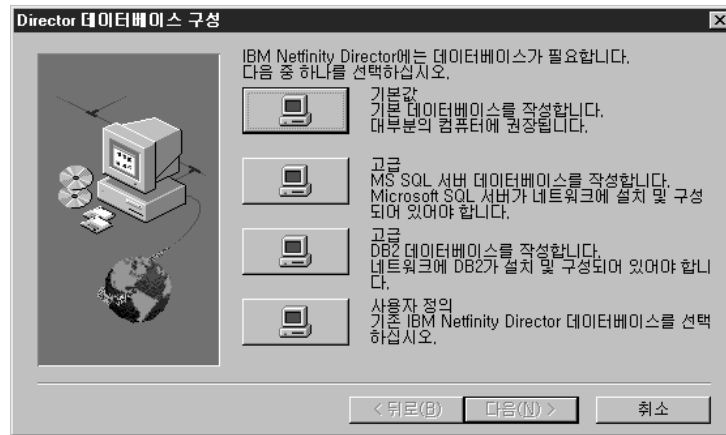 Director 데이터베이스 구성
IBM Netfinity Director에는 데이터베이스가 필요합니다.
다음 중 하나를 선택하십시오.
기본값
기본 데이터베이스를 작성합니다.
대부분의 컴퓨터에 권장됩니다.
고급
MS SQL 서버 데이터베이스를 작성합니다.
Microsoft SQL 서버가 네트워크에 설치 및 구성
되어 있어야 합니다.
고급
DB2 데이터베이스를 작성합니다.
네트워크에 DB2가 설치 및 구성되어 있어야 합니
다.
사용자 정의
기존 IBM Netfinity Director 데이터베이스를 선택
하십시오.
< 뒤로(B) 다음(N) > 취소